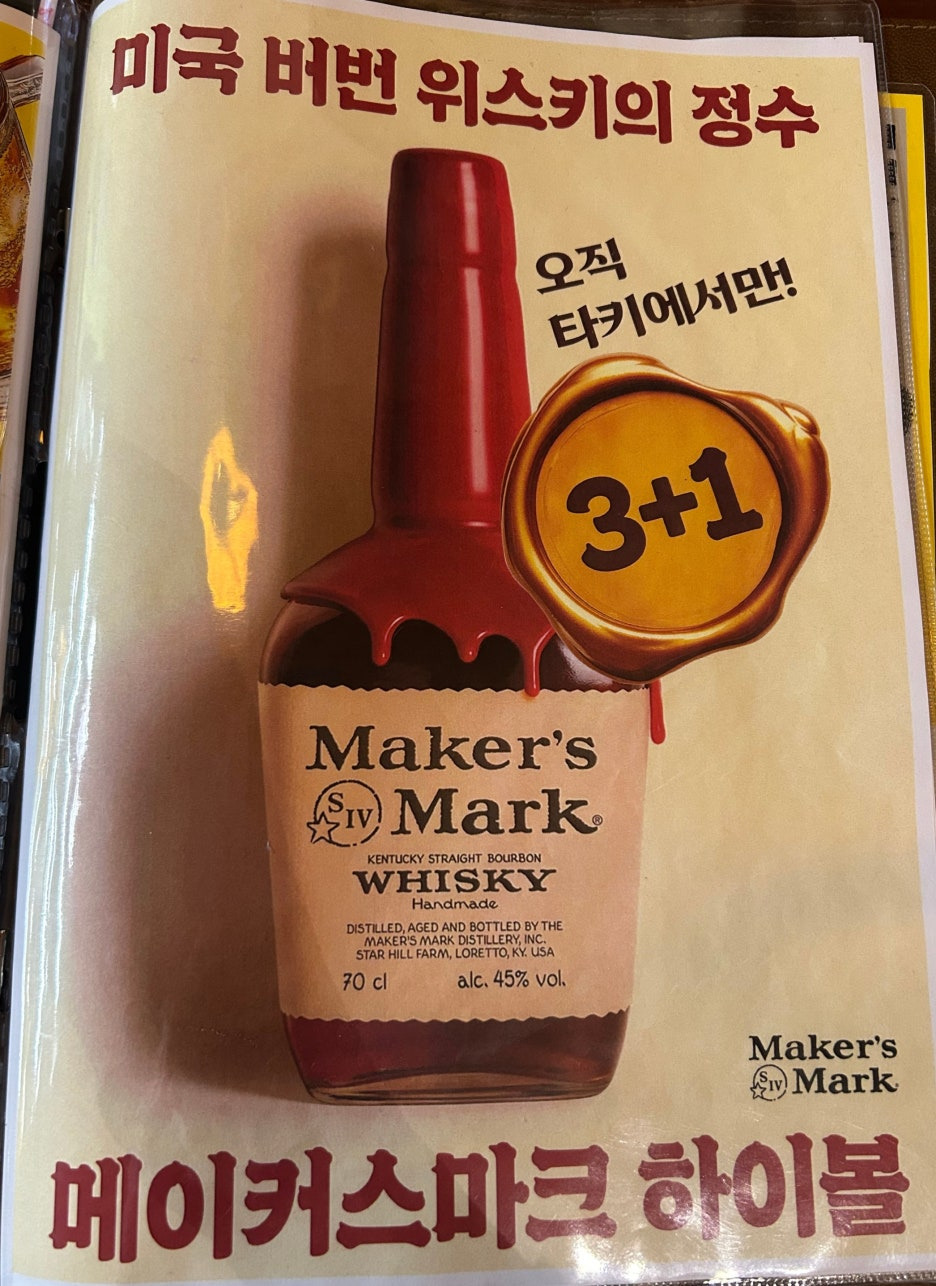 미국 버번 위스키의 정수
오직
타키에서만!
3+1
Maker's
S IV Mark®
KENTUCKY STRAIGHT BOURBON
WHISKY
Handmade
DISTILLED, AGED AND BOTTLED BY THE
MAKER'S MARK DISTILLERY, INC.
STAR HILL FARM, LORETTO, KY. USA
70 cl alc. 45% vol.
Maker's
S IV Mark
메이커스마크 하이볼